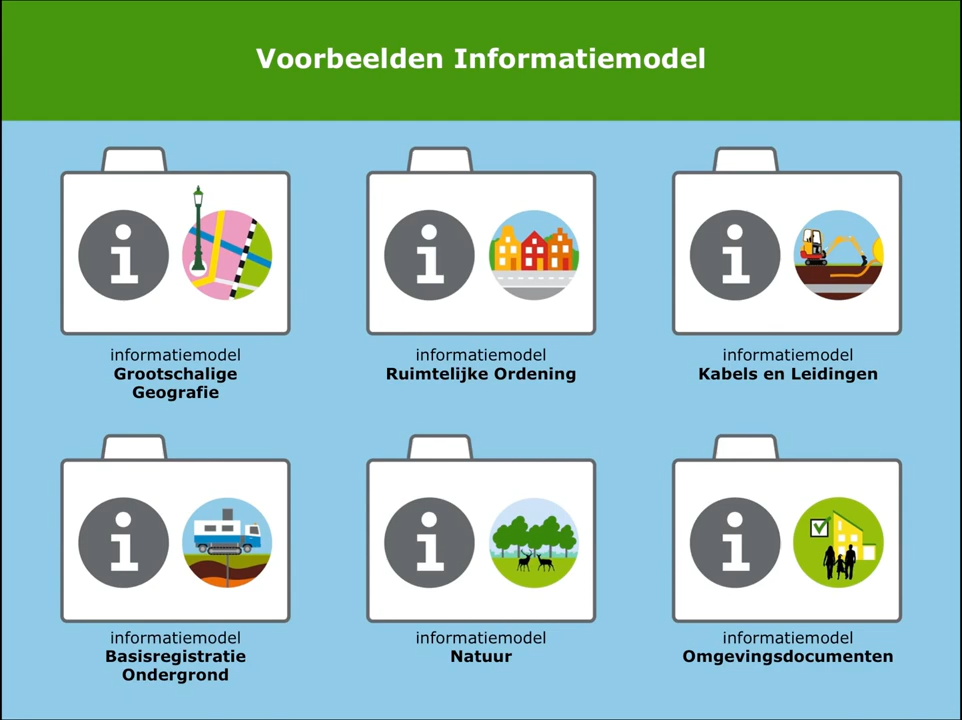 Voorbeelden Informatiemodel
informatiemodel
Grootschalige
Geografie
informatiemodel
Ruimtelijke Ordening
informatiemodel
Kabels en Leidingen
informatiemodel
Basisregistratie
Ondergrond
informatiemodel
Natuur
informatiemodel
Omgevingsdocumenten